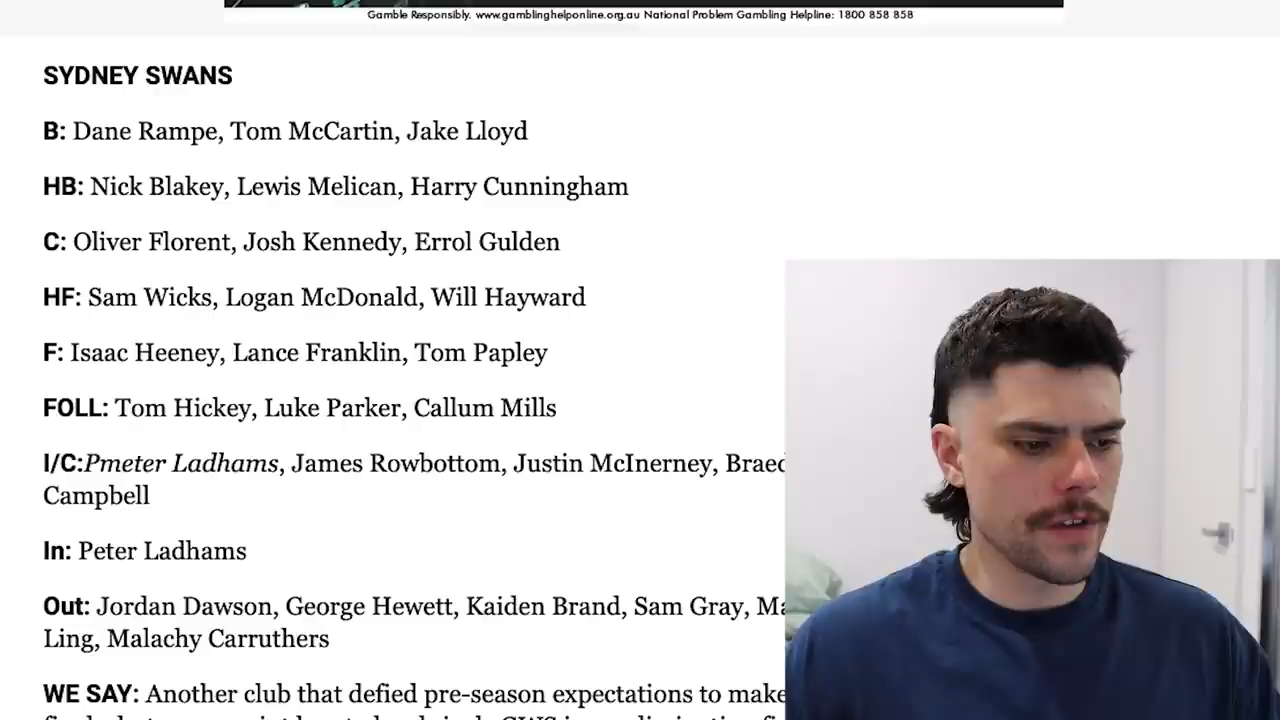 Gamble Responsibly. www.gamblinghelponline.org.au National Problem Gambling Helpline: 1800 858 858
SYDNEY SWANS
B: Dane Rampe, Tom McCartin, Jake Lloyd
HB: Nick Blakey, Lewis Melican, Harry Cunningham
C: Oliver Florent, Josh Kennedy, Errol Gulden
HF: Sam Wicks, Logan McDonald, Will Hayward
F: Isaac Heeney, Lance Franklin, Tom Papley
FOLL: Tom Hickey, Luke Parker, Callum Mills
I/C:Pmeter Ladhams, James Rowbottom, Justin McInerney, Braed
Campbell
In: Peter Ladhams
Out: Jordan Dawson, George Hewett, Kaiden Brand, Sam Gray, Ma
Ling, Malachy Carruthers
WE SAY: Another club that defied pre-season expectations to make